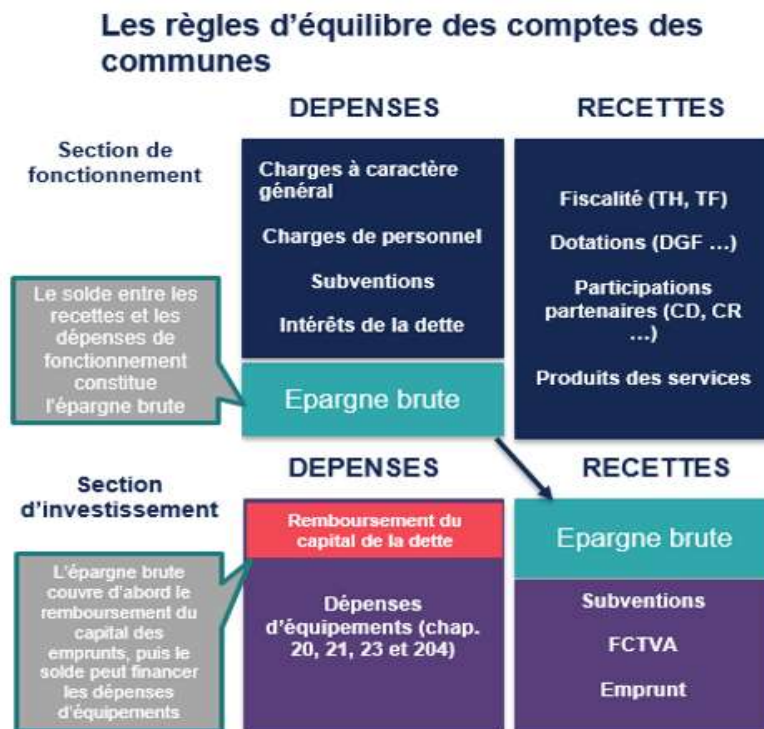 Les règles d'équilibre des comptes des
communes
DEPENSES
RECETTES
Section de
fonctionnement
Charges à caractère
général
Charges de personnel
Subventions
Intérêts de la dette
Fiscalité (TH, TF)
Dotations (DGF ...)
Participations
partenaires (CD, CR
...)
Produits des services
Le solde entre les
recettes et les
dépenses de
fonctionnement
constitue
l'épargne brute
Epargne brute
DEPENSES
RECETTES
Section
d'investissement
Remboursement du
capital de la dette
Epargne brute
L'épargne brute
couvre d'abord le
remboursement du
capital des
emprunts, puis le
solde peut financer
les dépenses
d'équipements
Dépenses
d'équipements (chap.
20, 21, 23 et 204)
Subventions
FCTVA
Emprunt